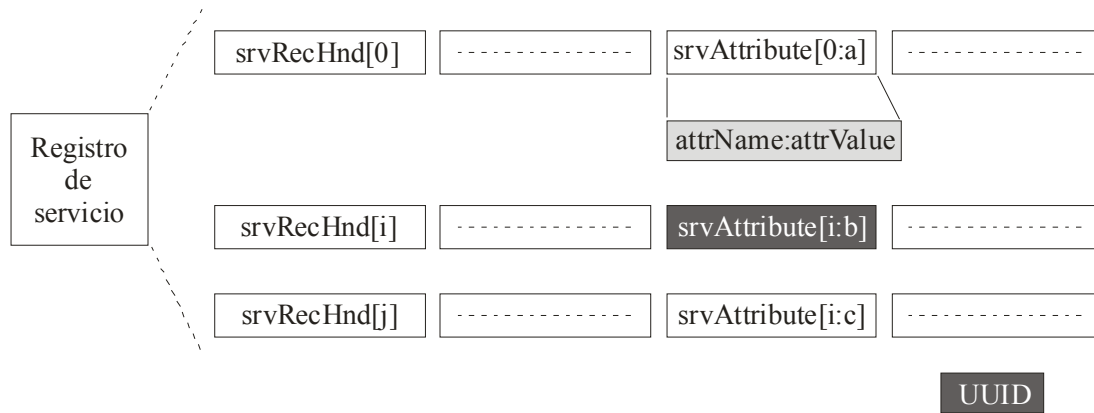 srvRecHnd[0]
srvAttribute[0:a]
attrName:attrValue
Registro
de
servicio
srvRecHnd[i]
srvAttribute[i:b]
srvRecHnd[j]
srvAttribute[i:c]
UUID